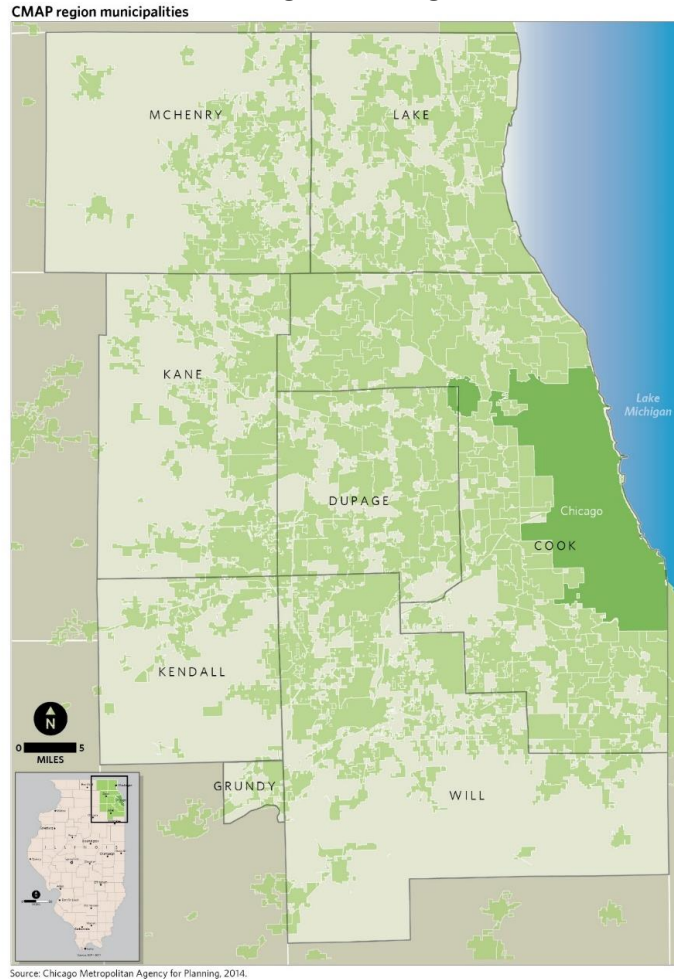 CMAP region municipalities
MCHENRY
LAKE
KANE
Lake
Michigan
DUPAGE
Chicago
COOK
KENDALL
N
0 5
MILES
GRUNDY
WILL
ILLINOIS
Source: Chicago Metropolitan Agency for Planning, 2014.